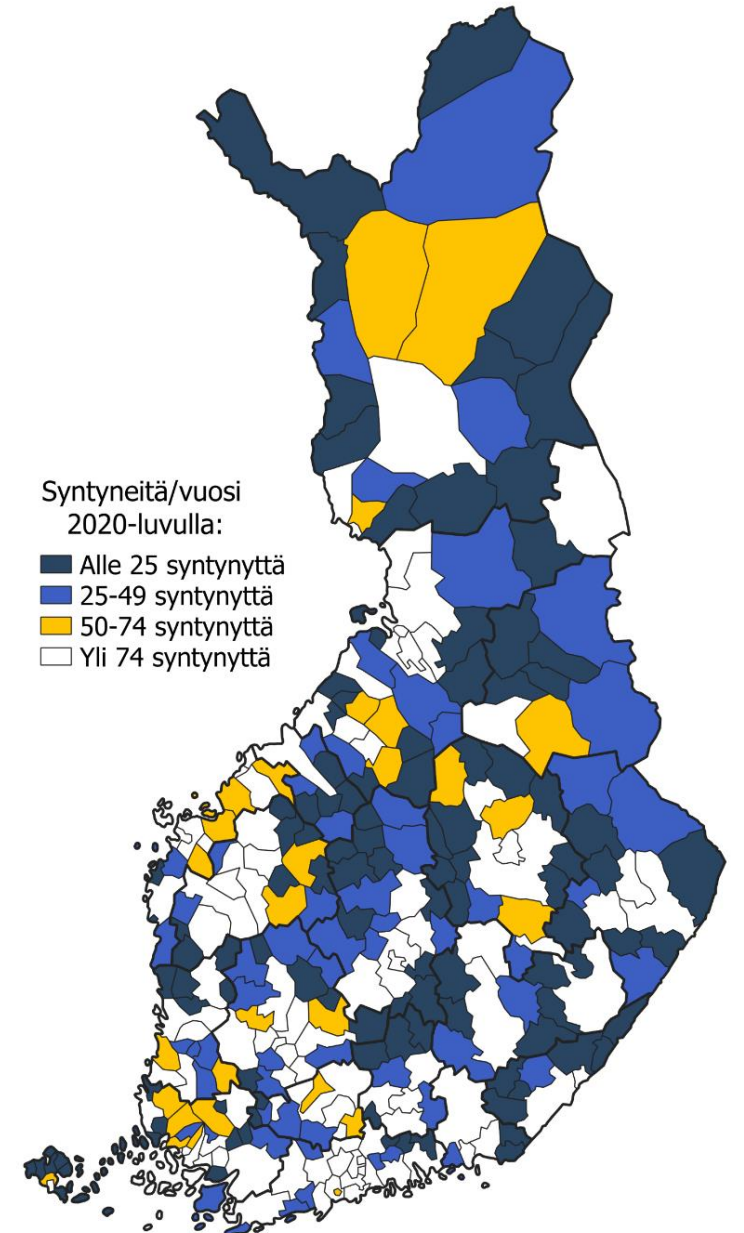 Syntyneitä/vuosi
2020-luvulla:
Alle 25 syntynyttä
25-49 syntynyttä
50-74 syntynyttä
Yli 74 syntynyttä